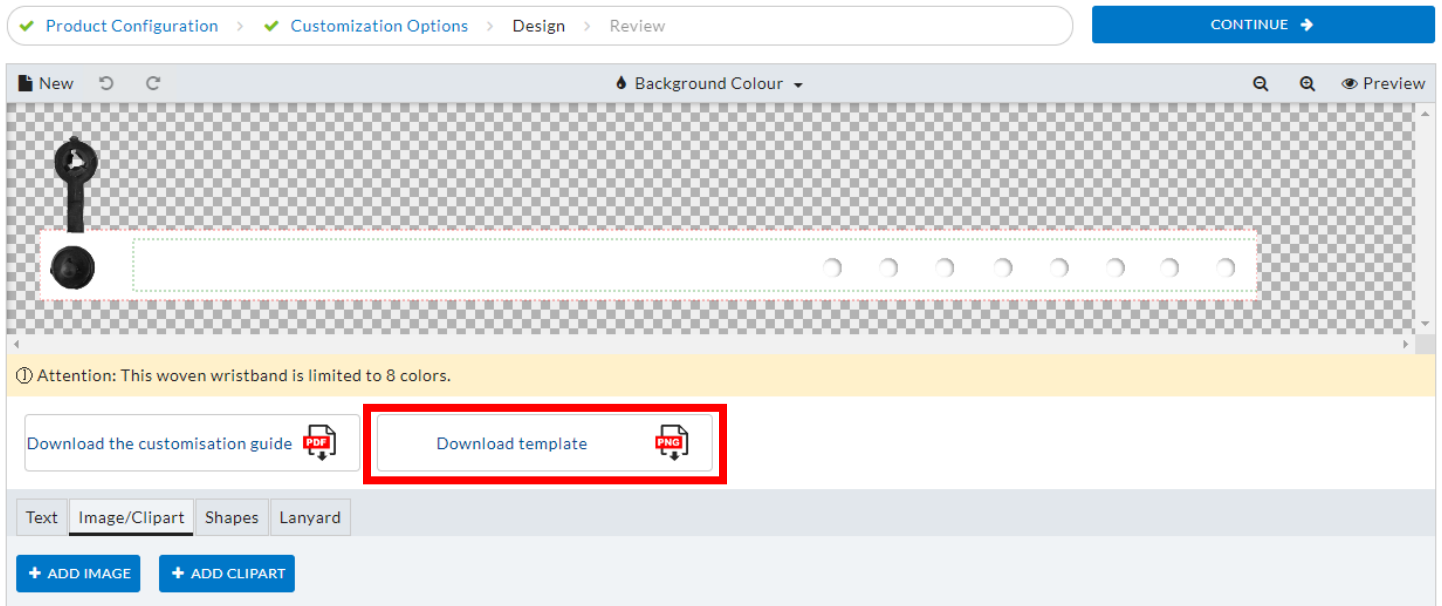 Product Configuration > Customization Options > Design > Review
CONTINUE
New
Background Colour
Preview
Attention: This woven wristband is limited to 8 colors.
Download the customisation guide PDF
Download template PNG
Text Image/Clipart Shapes Lanyard
+ ADD IMAGE
+ ADD CLIPART